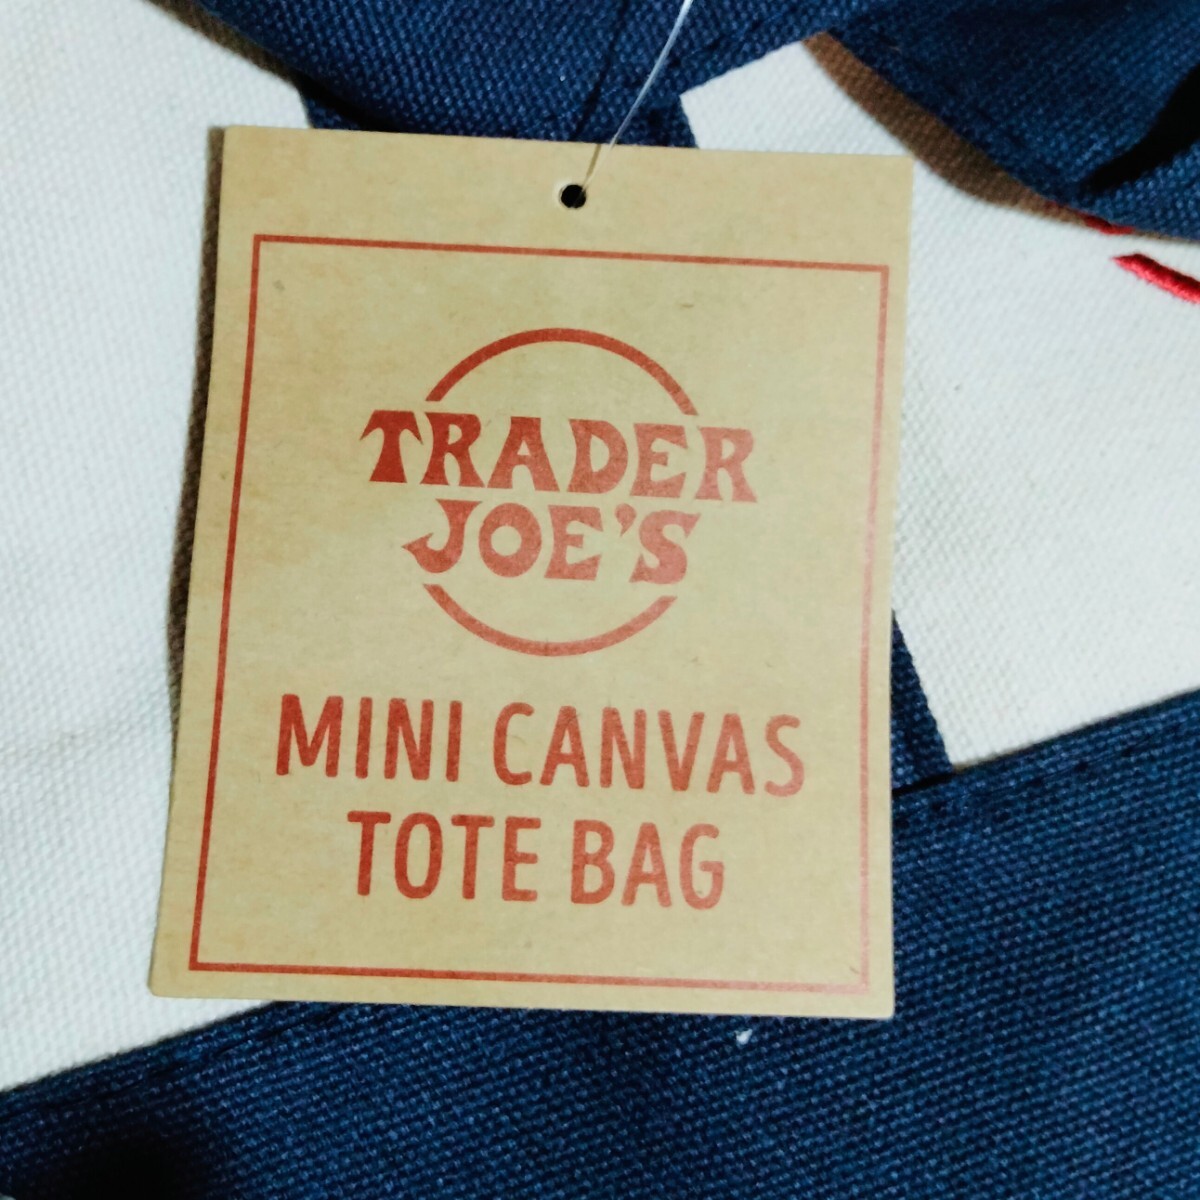 TRADER
JOE'S
MINI CANVAS
TOTE BAG